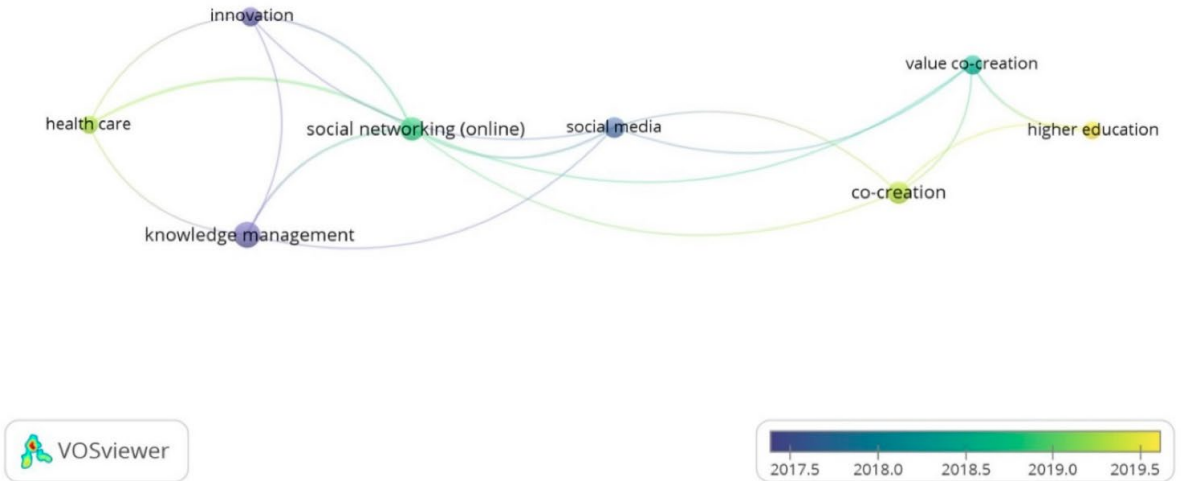 innovation
value co-creation
health care
social networking (online)
social media
higher education
co-creation
knowledge management
VOSviewer
2017.5 2018.0 2018.5 2019.0 2019.5